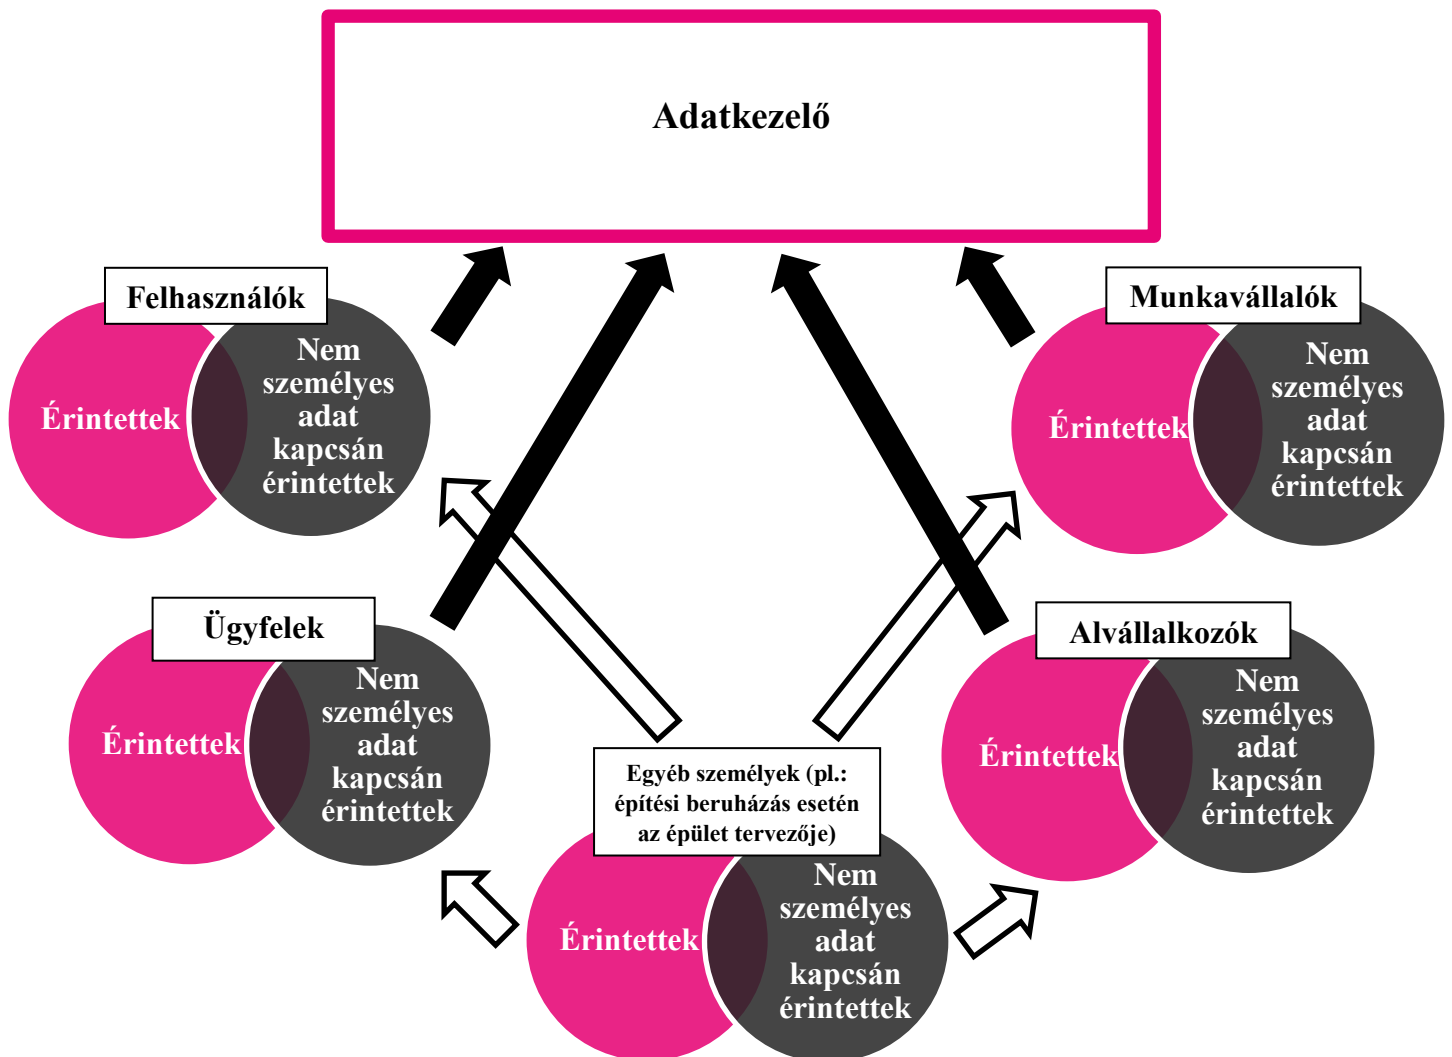 Adatkezelő
Felhasználók
Érintettek
Nem
személyes
adat
kapcsán
érintettek
Munkavállalók
Érintettek
Nem
személyes
adat
kapcsán
érintettek
Ügyfelek
Érintettek
Nem
személyes
adat
kapcsán
érintettek
Alvállalkozók
Érintettek
Nem
személyes
adat
kapcsán
érintettek
Egyéb személyek (pl.:
építési beruházás esetén
az épület tervezője)
Érintettek
Nem
személyes
adat
kapcsán
érintettek